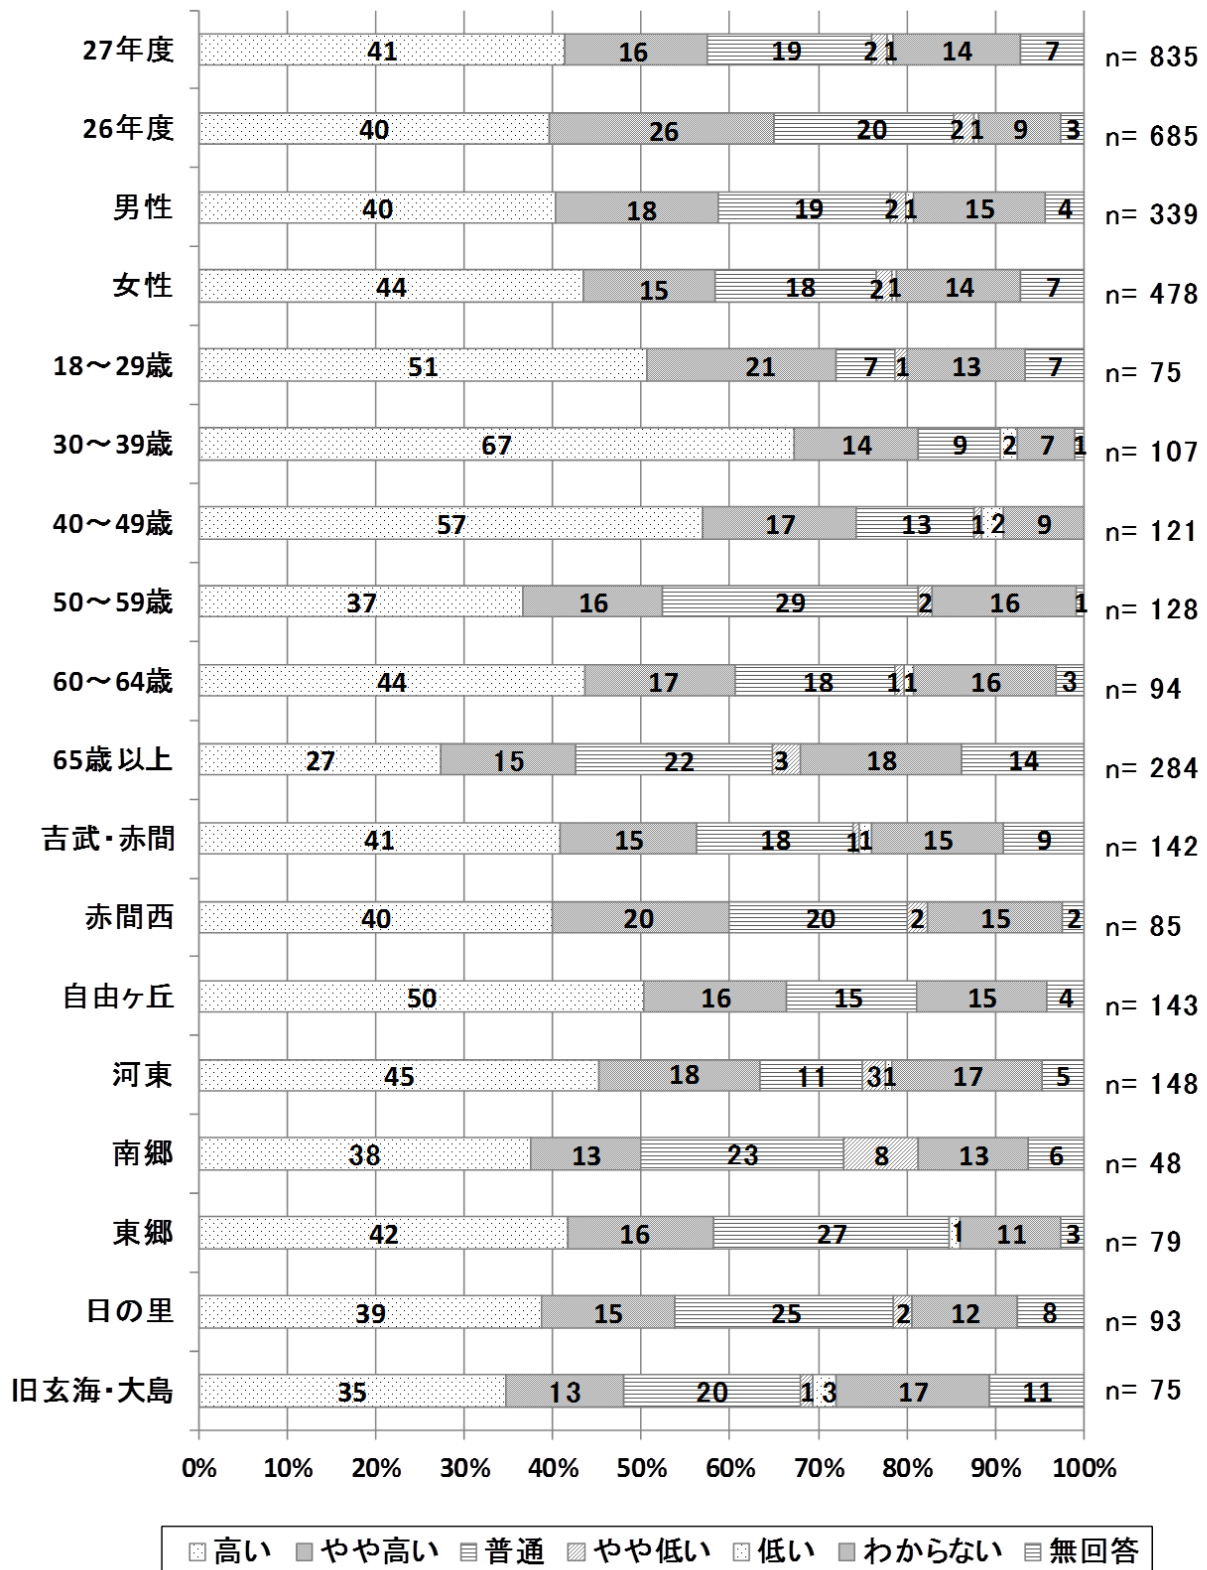 27年度 41 16 19 2 1 14 7 n= 835
26年度 40 26 20 2 1 9 3 n= 685
男性 40 18 19 2 1 15 4 n= 339
女性 44 15 18 2 1 14 7 n= 478
18～29歳 51 21 7 1 13 7 n= 75
30～39歳 67 14 9 2 7 1 n= 107
40～49歳 57 17 13 1 2 9 n= 121
50～59歳 37 16 29 2 16 1 n= 128
60～64歳 44 17 18 1 1 16 3 n= 94
65歳以上 27 15 22 3 18 14 n= 284
吉武・赤間 41 15 18 1 1 15 9 n= 142
赤間西 40 20 20 2 15 2 n= 85
自由ヶ丘 50 16 15 15 4 n= 143
河東 45 18 11 3 1 17 5 n= 148
南郷 38 13 23 8 13 6 n= 48
東郷 42 16 27 1 11 3 n= 79
日の里 39 15 25 2 12 8 n= 93
旧玄海・大島 35 13 20 1 3 17 11 n= 75
0% 10% 20% 30% 40% 50% 60% 70% 80% 90% 100%
高い やや高い 普通 やや低い 低い わからない 無回答